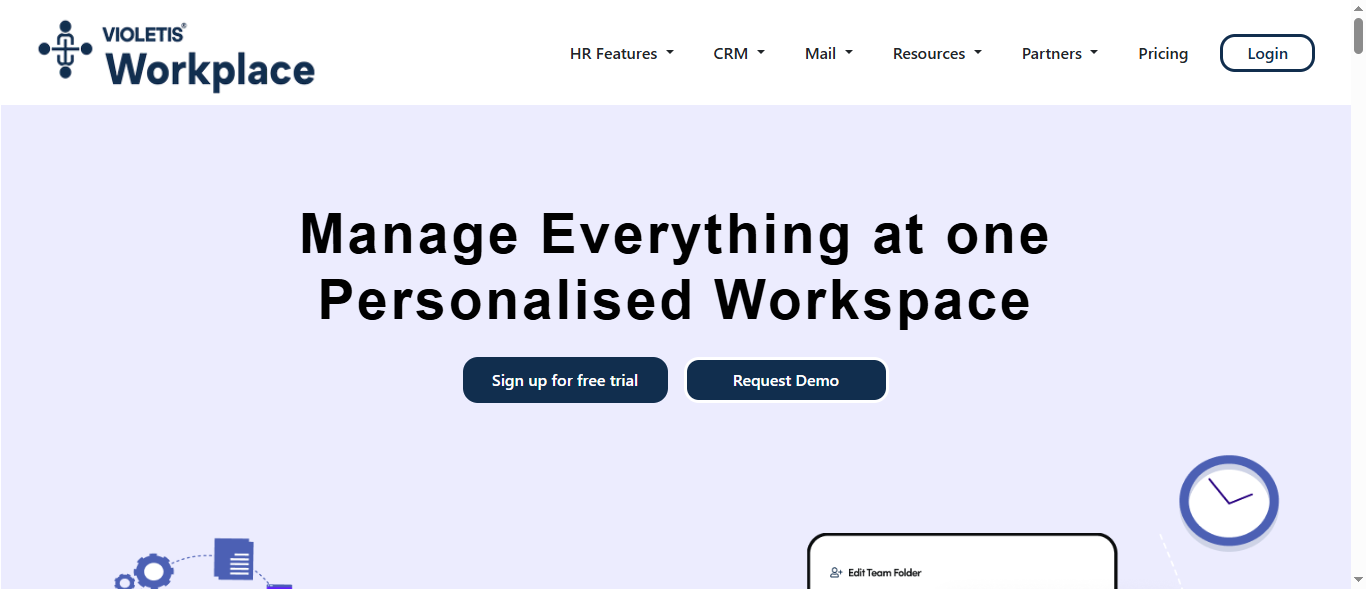 VIOLETIS®
Workplace
HR Features
CRM
Mail
Resources
Partners
Pricing
Login
Manage Everything at one
Personalised Workspace
Sign up for free trial
Request Demo
Edit Team Folder